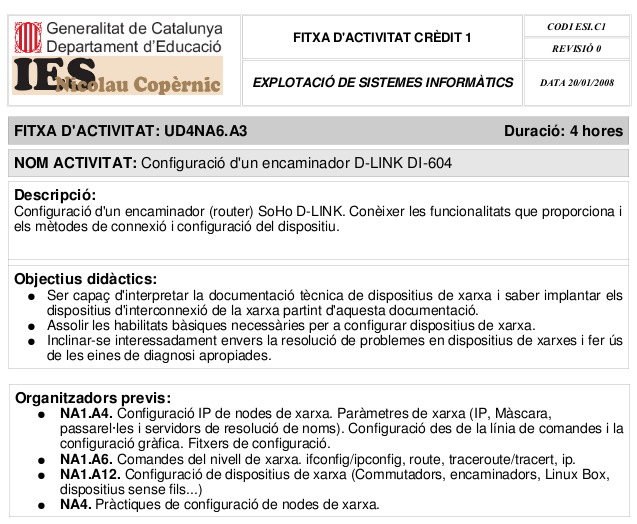 Generalitat de Catalunya
Departament d'Educació
IES Nicolau Copèrnic
FITXA D'ACTIVITAT CRÈDIT 1
CODI ESI.C1
REVISIÓ 0
EXPLOTACIÓ DE SISTEMES INFORMÀTICS
DATA 20/01/2008
FITXA D'ACTIVITAT: UD4NA6.A3 Duració: 4 hores
NOM ACTIVITAT: Configuració d'un encaminador D-LINK DI-604
Descripció:
Configuració d'un encaminador (router) SoHo D-LINK. Conèixer les funcionalitats que proporciona i
els mètodes de connexió i configuració del dispositiu.
Objectius didàctics:
● Ser capaç d'interpretar la documentació tècnica de dispositius de xarxa i saber implantar els
dispositius d'interconnexió de la xarxa partint d'aquesta documentació.
● Assolir les habilitats bàsiques necessàries per a configurar dispositius de xarxa.
● Inclinar-se interessadament envers la resolució de problemes en dispositius de xarxes i fer ús
de les eines de diagnosi apropiades.
Organitzadors previs:
● NA1.A4. Configuració IP de nodes de xarxa. Paràmetres de xarxa (IP, Màscara,
passarel·les i servidors de resolució de noms). Configuració des de la línia de comandes i la
configuració gràfica. Fitxers de configuració.
● NA1.A6. Comandes del nivell de xarxa. ifconfig/ipconfig, route, traceroute/tracert, ip.
● NA1.A12. Configuració de dispositius de xarxa (Commutadors, encaminadors, Linux Box,
dispositius sense fils...)
● NA4. Pràctiques de configuració de nodes de xarxa.